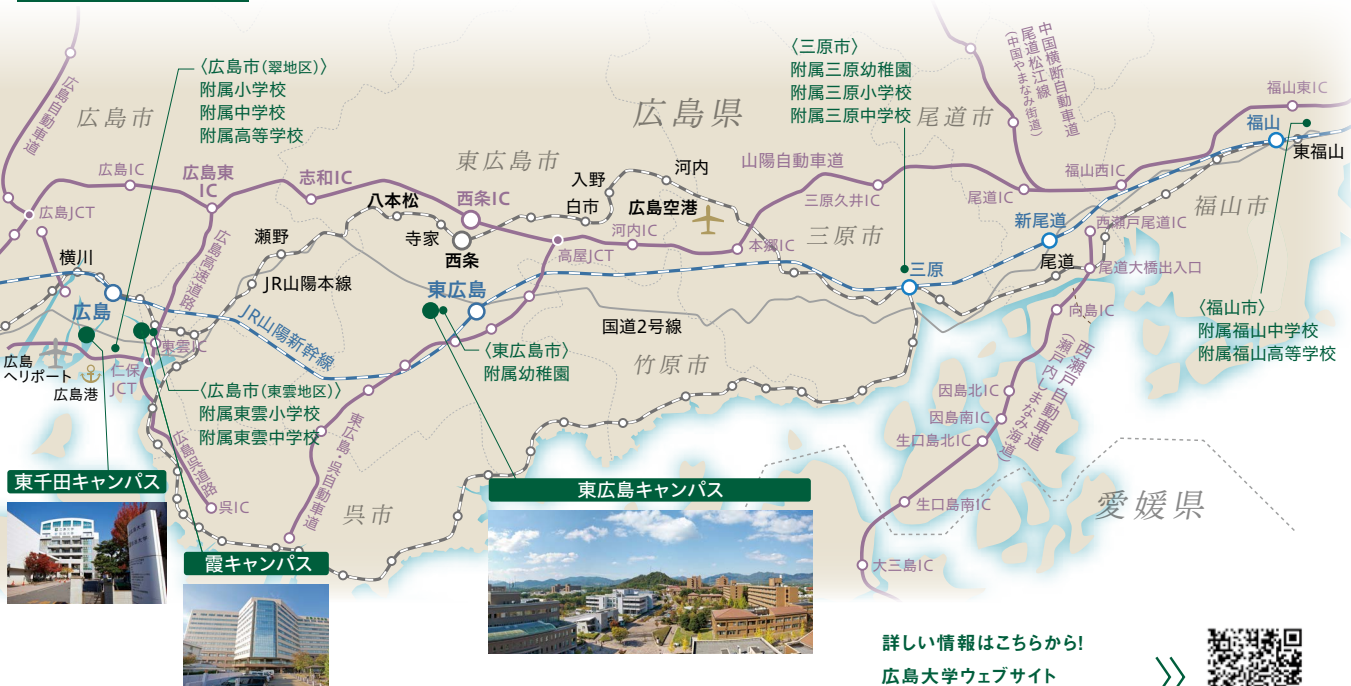 〈広島市(翠地区)〉
附属小学校
附属中学校
附属高等学校
〈三原市〉
附属三原幼稚園
附属三原小学校
附属三原中学校
中国横断自動車道
尾道松江線
(中国やまなみ街道)
広島自動車道
広島市
広島県
尾道市
福山東IC
福山
東福山
東広島市
山陽自動車道
広島IC
広島東
IC
志和IC
八本松
西条IC
入野
河内
白市
広島空港
三原久井IC
尾道IC
福山西IC
福山市
広島JCT
瀬野
寺家
西条
高屋JCT
河内IC
本郷IC
三原市
新尾道
西瀬戸尾道IC
尾道
尾道大橋出入口
横川
広島高速道路
JR山陽本線
三原
広島
東広島
JR山陽新幹線
国道2号線
向島IC
〈福山市〉
附属福山中学校
附属福山高等学校
広島
ヘリポート
広島港
仁保
JCT
東雲IC
〈東広島市〉
附属幼稚園
竹原市
西瀬戸自動車道
(瀬戸内しまなみ海道)
〈広島市(東雲地区)〉
附属東雲小学校
附属東雲中学校
因島北IC
因島南IC
生口島北IC
広島呉道路
東広島・呉自動車道
東千田キャンパス
東広島キャンパス
呉IC
呉市
生口島南IC
愛媛県
霞キャンパス
大三島IC
詳しい情報はこちらから!
広島大学ウェブサイト